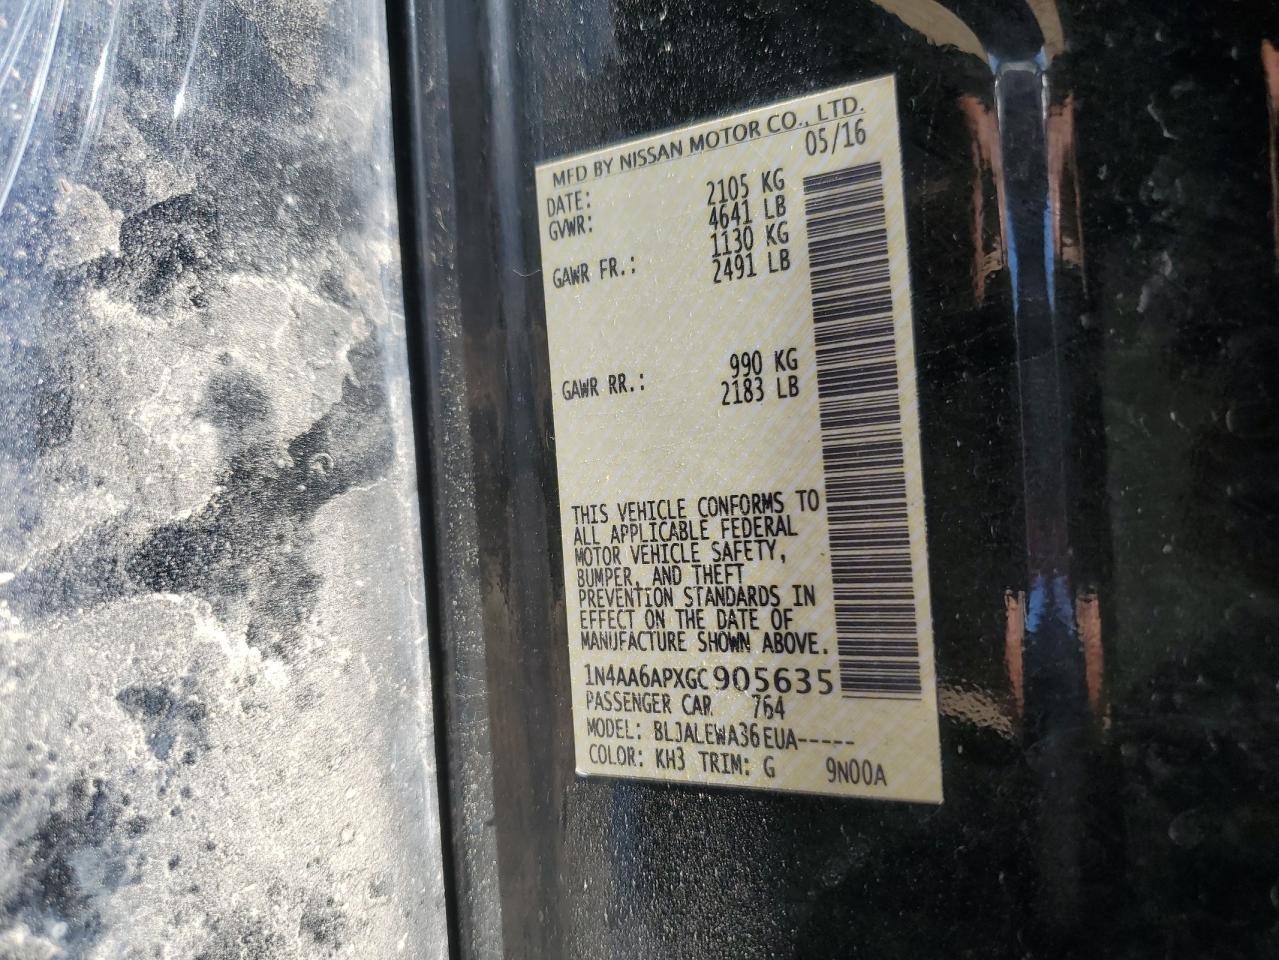 MFD BY NISSAN MOTOR CO., LTD.
DATE: 05/16
GVWR: 2105 KG
4641 LB
GAWR FR.: 1130 KG
2491 LB
GAWR RR.: 990 KG
2183 LB
THIS VEHICLE CONFORMS TO
ALL APPLICABLE FEDERAL
MOTOR VEHICLE SAFETY,
BUMPER, AND THEFT
PREVENTION STANDARDS IN
EFFECT ON THE DATE OF
MANUFACTURE SHOWN ABOVE.
1N4AA6APXGC905635
PASSENGER CAR 764
MODEL: BLJALEWA36EUA-----
COLOR: KH3 TRIM: G 9N00A